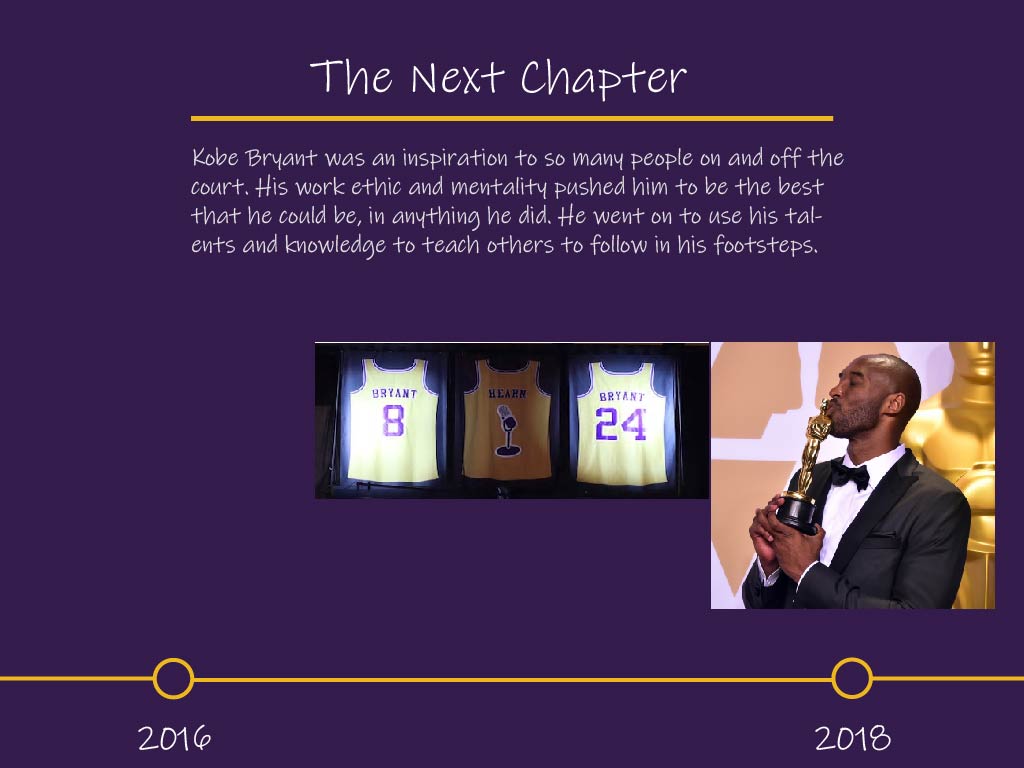 The Next Chapter
Kobe Bryant was an inspiration to so many people on and off the
court. His work ethic and mentality pushed him to be the best
that he could be, in anything he did. He went on to use his tal-
ents and knowledge to teach others to follow in his footsteps.
BRYANT
8
HEARN
BRYANT
24
2016
2018